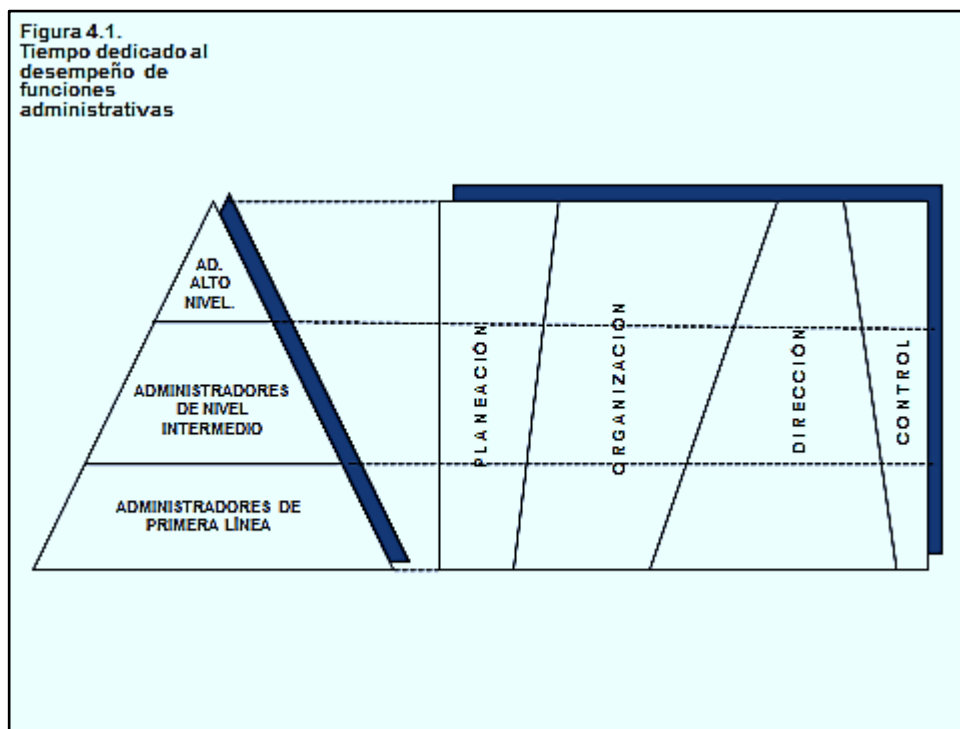 Figura 4.1.
Tiempo dedicado al
desempeño de
funciones
administrativas
AD.
ALTO
NIVEL.
ADMINISTRADORES
DE NIVEL
INTERMEDIO
ADMINISTRADORES DE
PRIMERA LÍNEA
PLANEACIÓN
ORGANIZACION
DIRECCIÓN
CONTROL